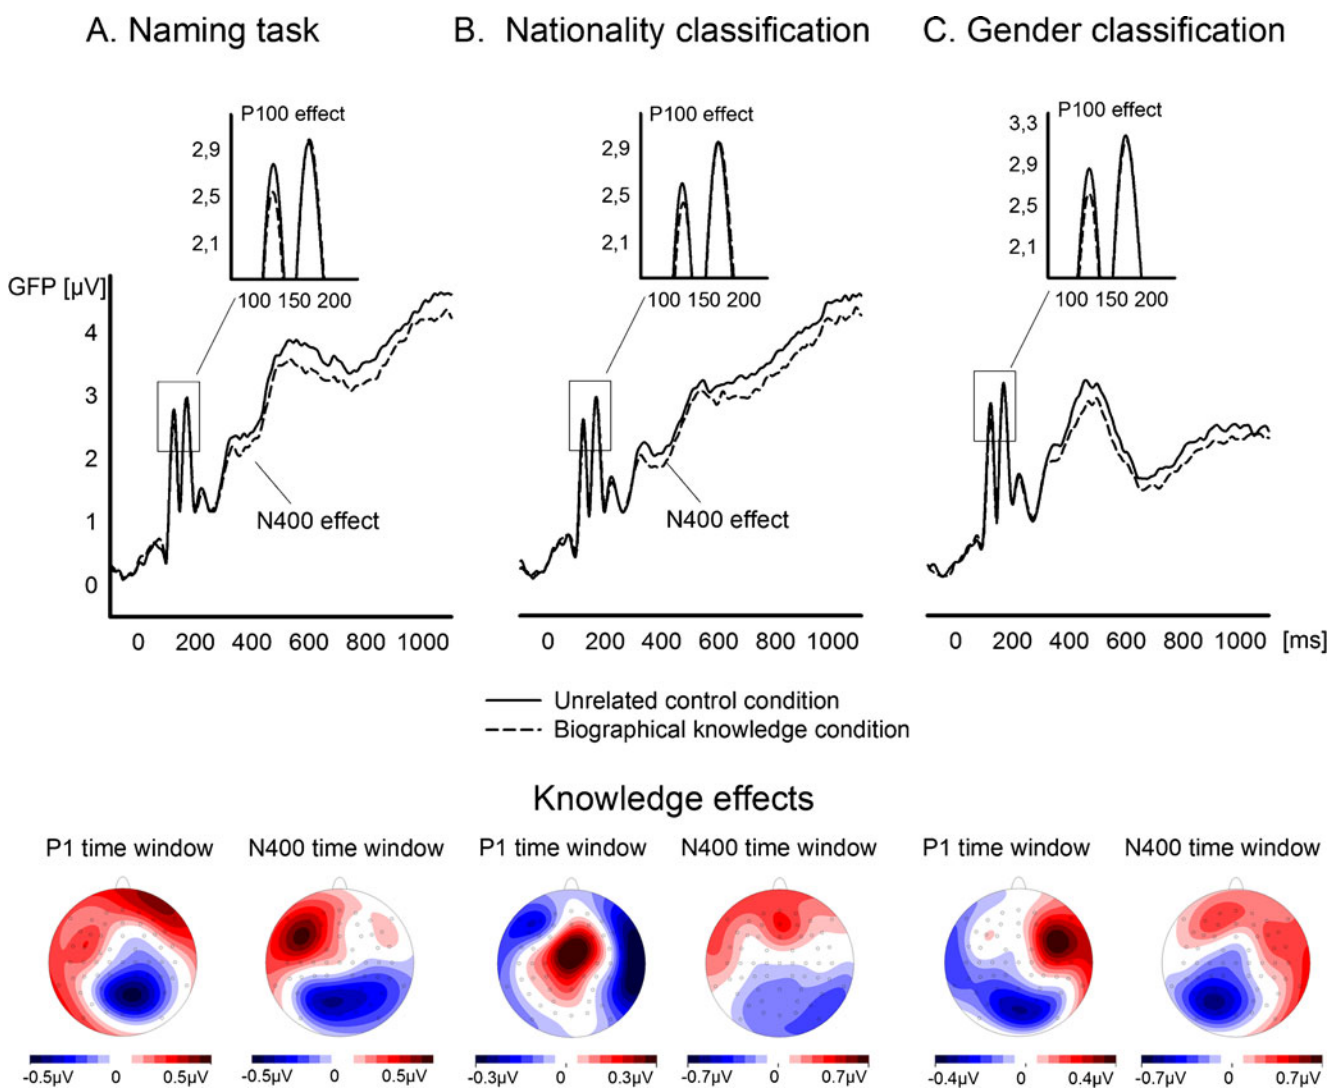 A. Naming task
B. Nationality classification
C. Gender classification
P100 effect
2,9
2,5
2,1
100 150 200
P100 effect
2,9
2,5
2,1
100 150 200
P100 effect
3,3
2,9
2,5
2,1
100 150 200
GFP [µV]
4
3
2
1
0
N400 effect
N400 effect
0 200 400 600 800 1000
0 200 400 600 800 1000
0 200 400 600 800 1000 [ms]
Unrelated control condition
Biographical knowledge condition
Knowledge effects
P1 time window
N400 time window
P1 time window
N400 time window
P1 time window
N400 time window
-0.5µV 0 0.5µV
-0.5µV 0 0.5µV
-0.3µV 0 0.3µV
-0.7µV 0 0.7µV
-0.4µV 0 0.4µV
-0.7µV 0 0.7µV